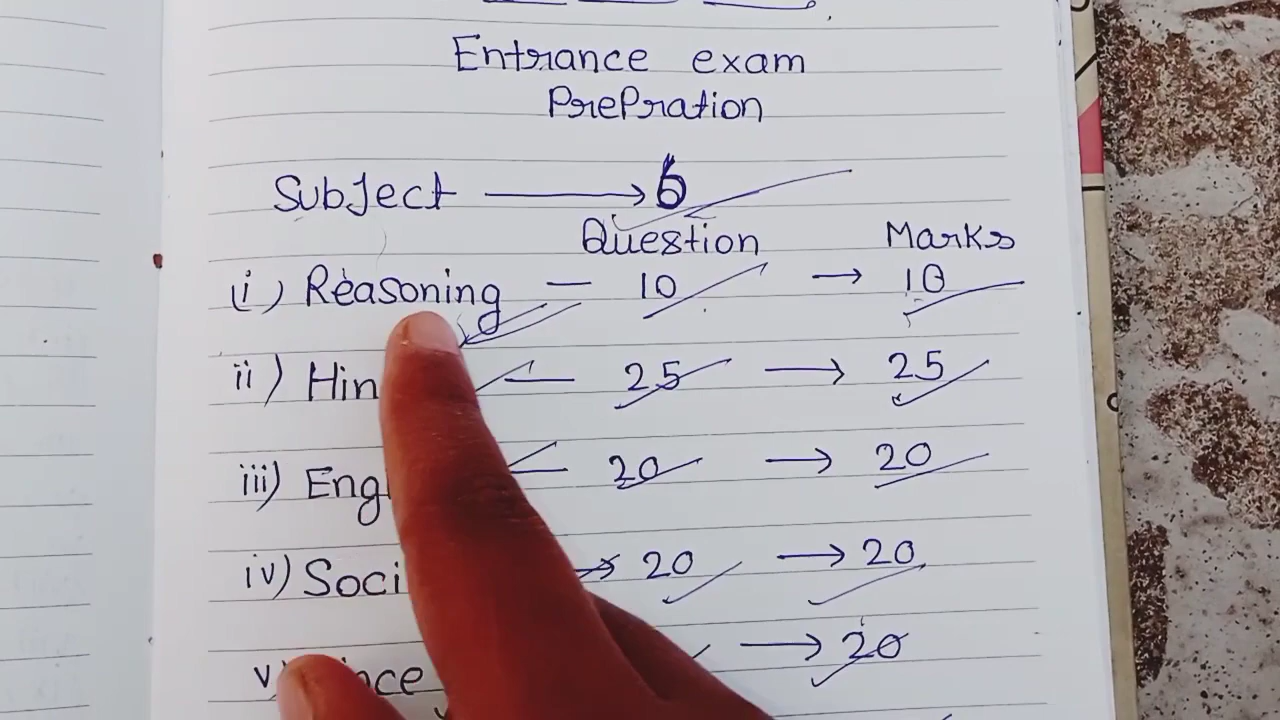 Entrance exam
PrePration
Subject → 6
Question Marks
(i) Reasoning — 10 → 10
ii) Hin — 25 → 25
iii) Eng — 20 → 20
iv) Soci → 20 → 20
v) nce → 20